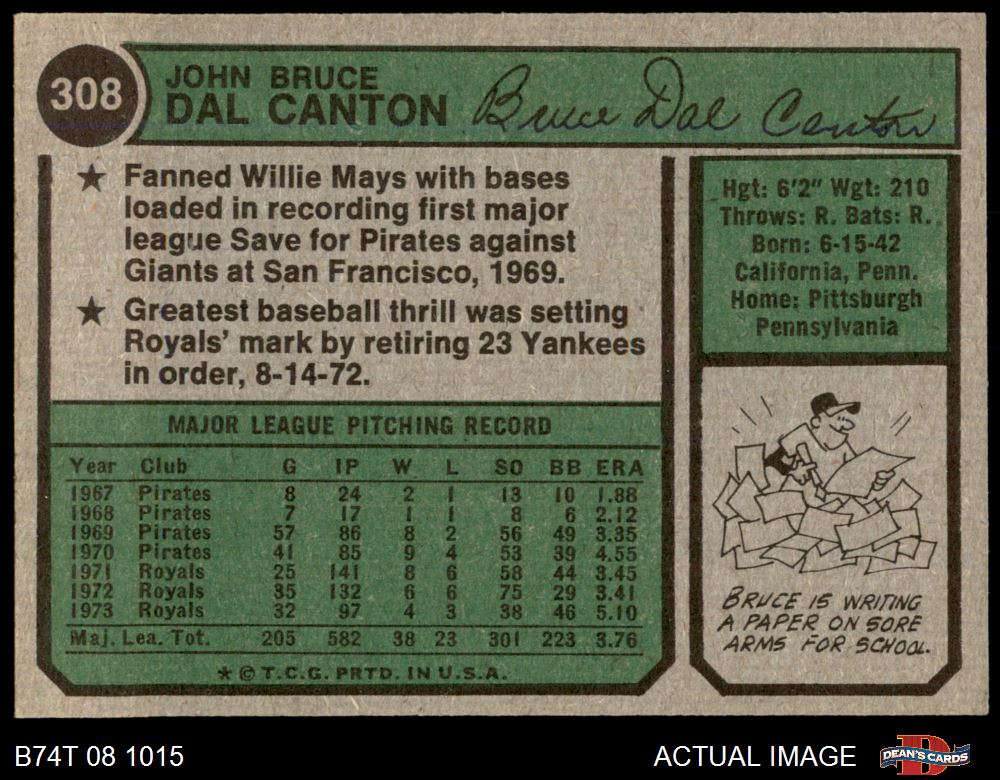 308
JOHN BRUCE
DAL CANTON
Bruce Dal Canton
★ Fanned Willie Mays with bases
loaded in recording first major
league Save for Pirates against
Giants at San Francisco, 1969.
★ Greatest baseball thrill was setting
Royals' mark by retiring 23 Yankees
in order, 8-14-72.
Hgt: 6'2" Wgt: 210
Throws: R. Bats: R.
Born: 6-15-42
California, Penn.
Home: Pittsburgh
Pennsylvania
MAJOR LEAGUE PITCHING RECORD
Year Club G IP W L SO BB ERA
1967 Pirates 8 24 2 1 13 10 1.88
1968 Pirates 7 17 1 1 8 6 2.12
1969 Pirates 57 86 8 2 56 49 3.35
1970 Pirates 41 85 9 4 53 39 4.55
1971 Royals 25 141 8 6 58 44 3.45
1972 Royals 35 132 6 6 75 29 3.41
1973 Royals 32 97 4 3 38 46 5.10
Maj. Lea. Tot. 205 582 38 23 301 223 3.76
★ © T.C.G. PRTD. IN U.S.A.
BRUCE IS WRITING
A PAPER ON SORE
ARMS FOR SCHOOL.
B74T 08 1015
ACTUAL IMAGE
DEAN'S CARDS